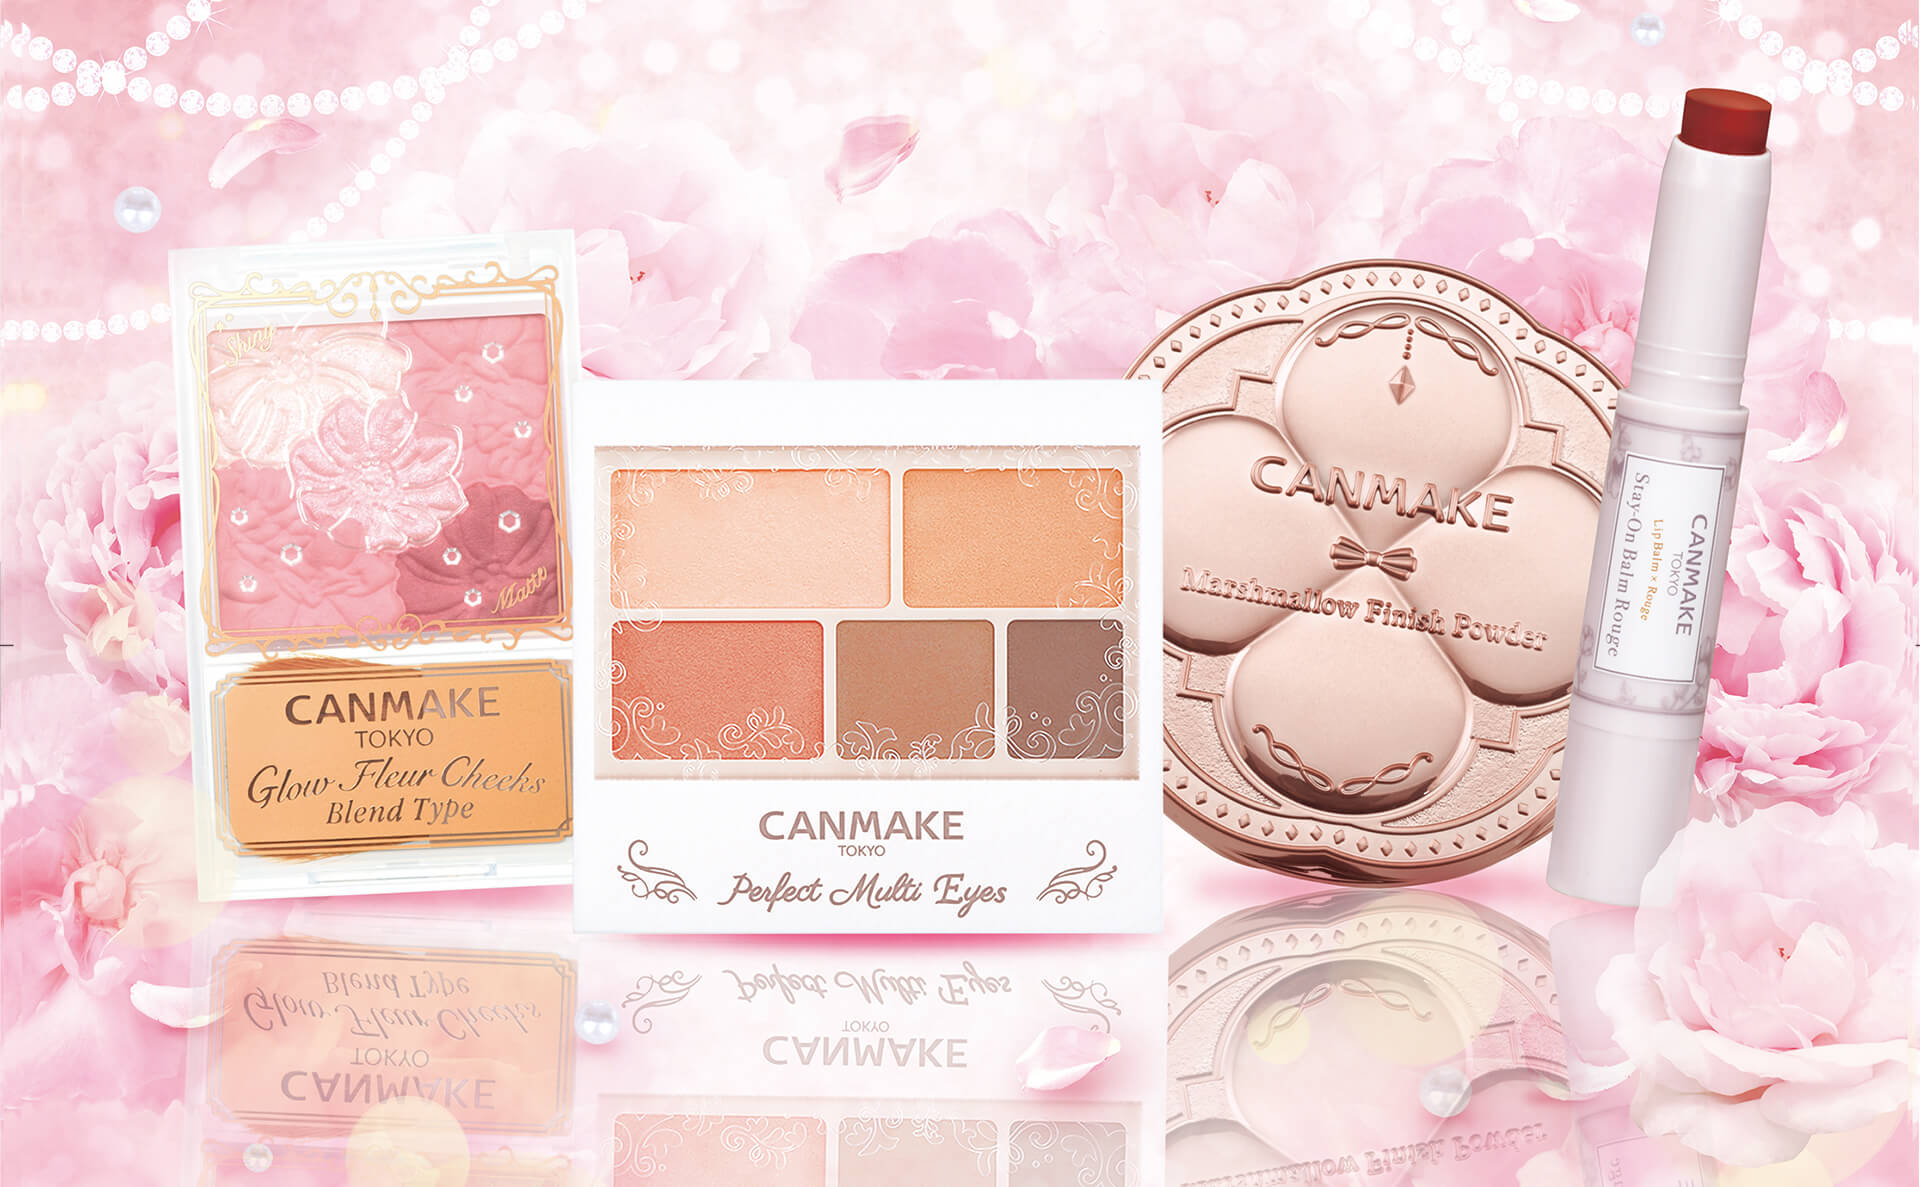 Shiny
Matte
CANMAKE
TOKYO
Glow Fleur Cheeks
Blend Type
CANMAKE
TOKYO
Perfect Multi Eyes
CANMAKE
Marshmallow Finish Powder
CANMAKE
TOKYO
Lip Balm × Rouge
Stay-On Balm Rouge